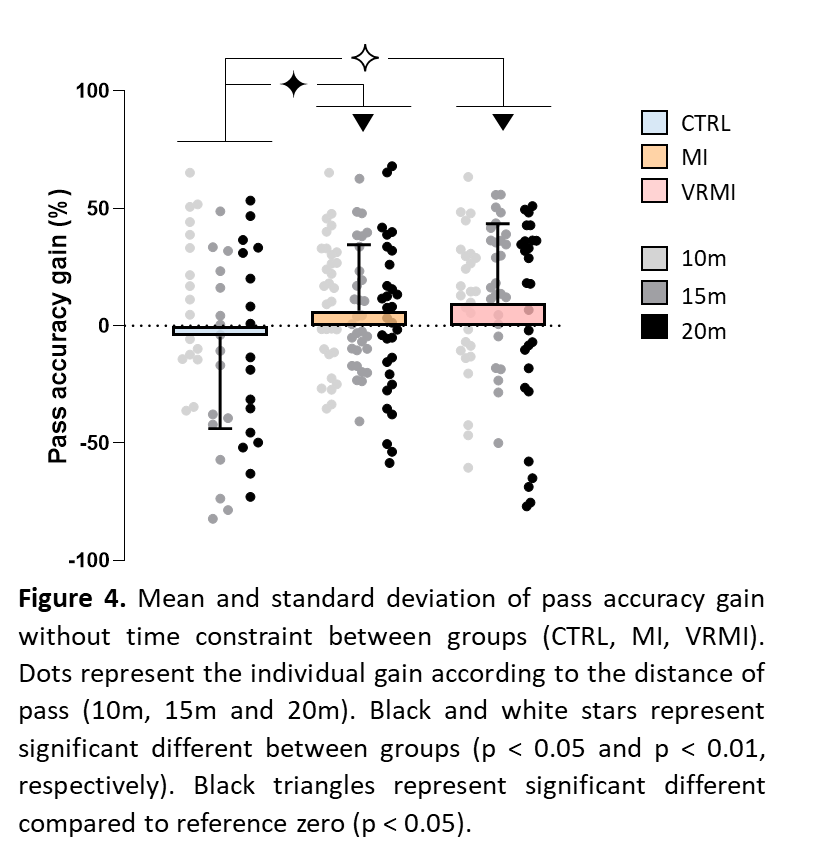 100
50
0
-50
-100
Pass accuracy gain (%)
CTRL
MI
VRMI
10m
15m
20m
Figure 4. Mean and standard deviation of pass accuracy gain
without time constraint between groups (CTRL, MI, VRMI).
Dots represent the individual gain according to the distance of
pass (10m, 15m and 20m). Black and white stars represent
significant different between groups (p < 0.05 and p < 0.01,
respectively). Black triangles represent significant different
compared to reference zero (p < 0.05).